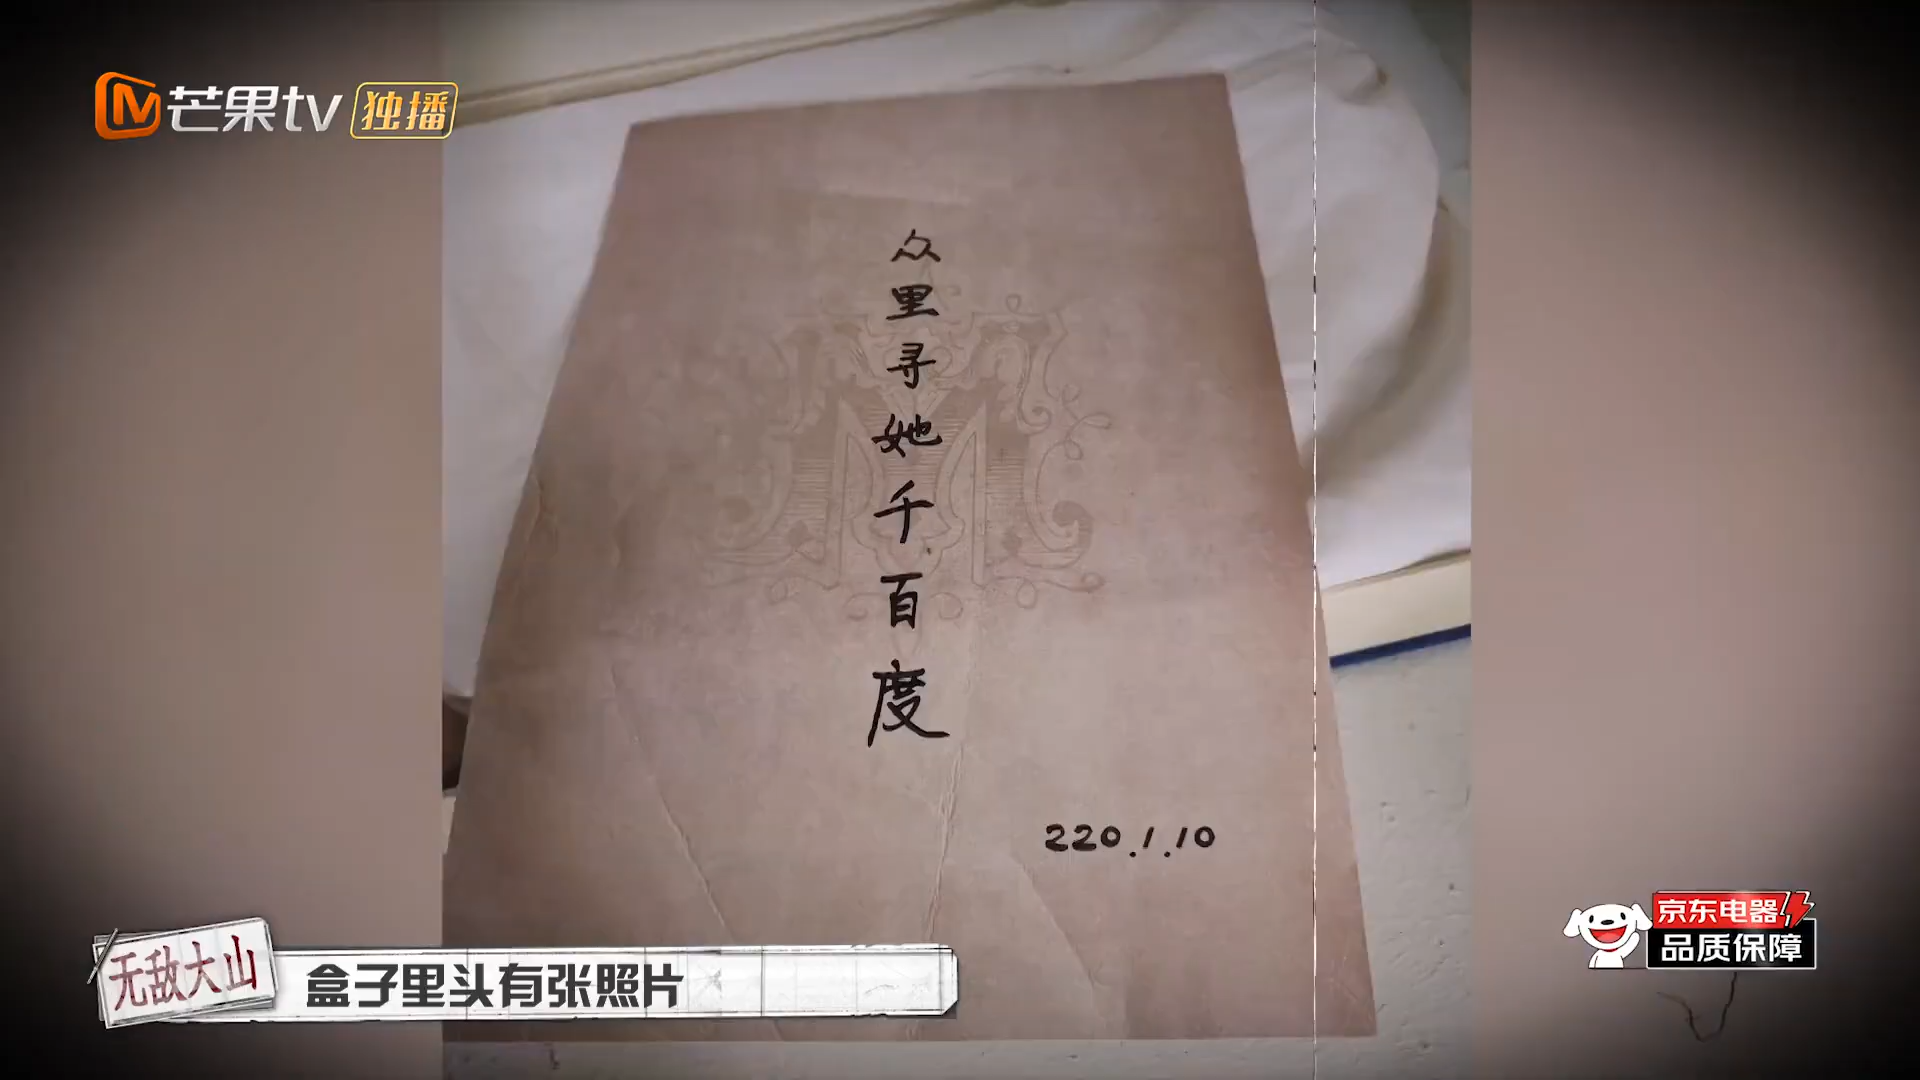 芒果tv 独播
众里寻她千百度
220.1.10
无敌大山
盒子里头有张照片
京东电器
品质保障